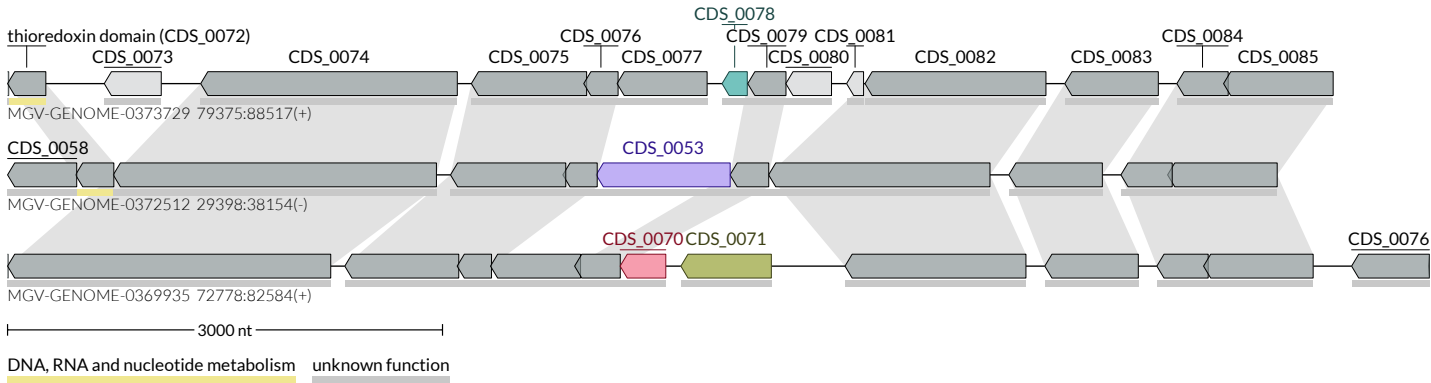 CDS_0078
thioredoxin domain (CDS_0072) CDS_0076 CDS_0079 CDS_0081 CDS_0084
CDS_0073 CDS_0074 CDS_0075 CDS_0077 CDS_0080 CDS_0082 CDS_0083 CDS_0085
MGV-GENOME-0373729 79375:88517(+)
CDS_0058 CDS_0053
MGV-GENOME-0372512 29398:38154(-)
CDS_0070 CDS_0071 CDS_0076
MGV-GENOME-0369935 72778:82584(+)
3000 nt
DNA, RNA and nucleotide metabolism unknown function